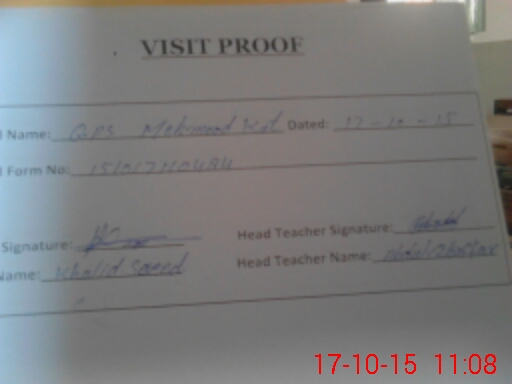 VISIT PROOF
l Name: GPS Mehmood Kot Dated: 17-10-15
l Form No:
Signature: Head Teacher Signature:
Name: Khalid Saeed Head Teacher Name:
17-10-15 11:08